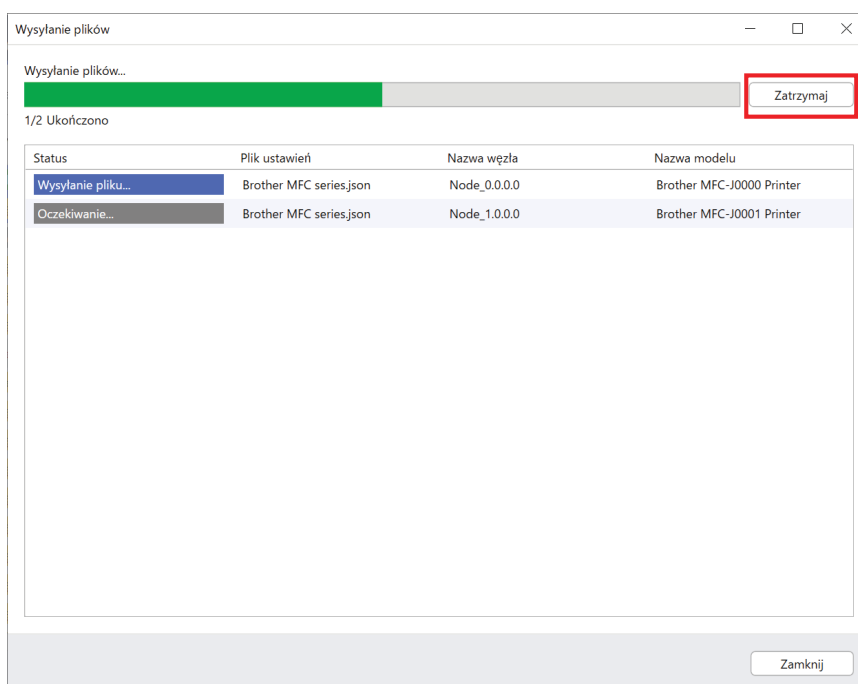 Wysyłanie plików
Wysyłanie plików...
Zatrzymaj
1/2 Ukończono
Status Plik ustawień Nazwa węzła Nazwa modelu
Wysyłanie pliku... Brother MFC series.json Node_0.0.0.0 Brother MFC-J0000 Printer
Oczekiwanie... Brother MFC series.json Node_1.0.0.0 Brother MFC-J0001 Printer
Zamknij